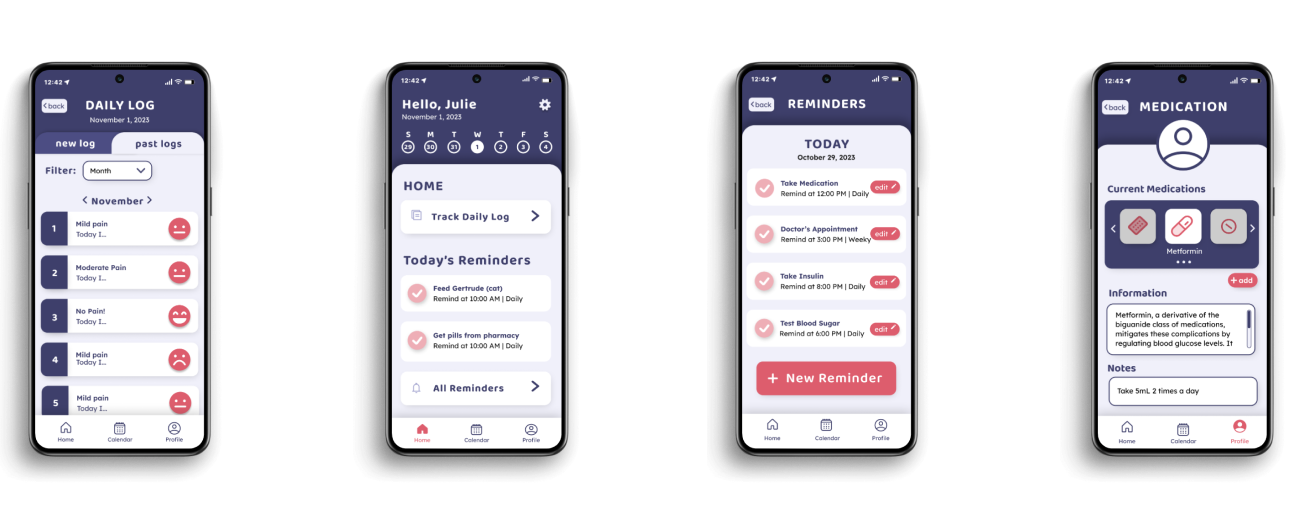 12:42
back
DAILY LOG
November 1, 2023
new log
past logs
Filter:
Month
< November >
1
Mild pain
Today I...
2
Moderate Pain
Today I...
3
No Pain!
Today I...
4
Mild pain
Today I...
5
Mild pain
Today I...
Home
Calendar
Profile
12:42
Hello, Julie
November 1, 2023
S M T W T F S
29 30 31 1 2 3 4
HOME
Track Daily Log >
Today's Reminders
Feed Gertrude (cat)
Remind at 10:00 AM | Daily
Get pills from pharmacy
Remind at 10:00 AM | Daily
All Reminders >
Home
Calendar
Profile
12:42
back
REMINDERS
TODAY
October 29, 2023
Take Medication
Remind at 12:00 PM | Daily
edit
Doctor's Appointment
Remind at 3:00 PM | Weeky
edit
Take Insulin
Remind at 8:00 PM | Daily
edit
Test Blood Sugar
Remind at 6:00 PM | Daily
edit
+ New Reminder
Home
Calendar
Profile
12:42
back
MEDICATION
Current Medications
Metformin
+ add
Information
Metformin, a derivative of the
biguanide class of medications,
mitigates these complications by
regulating blood glucose levels. It
Notes
Take 5mL 2 times a day
Home
Calendar
Profile